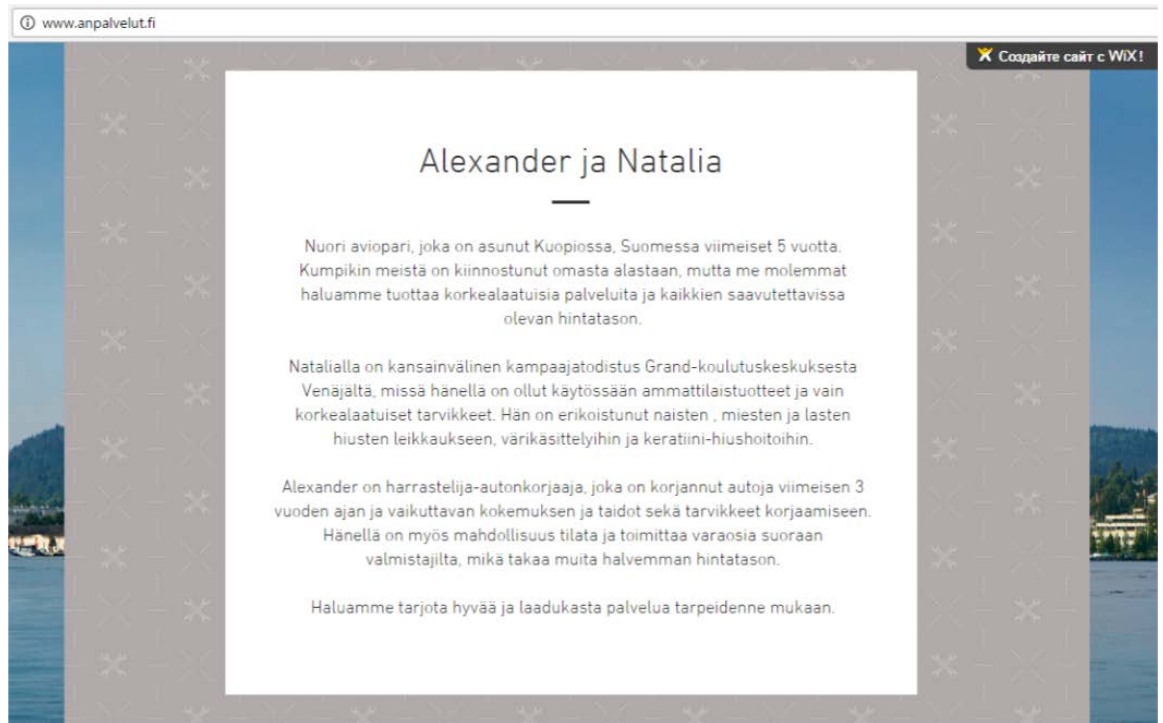 www.anpalvelut.fi
Создайте сайт с WiX!
Alexander ja Natalia
Nuori aviopari, joka on asunut Kuopiossa, Suomessa viimeiset 5 vuotta.
Kumpikin meistä on kiinnostunut omasta alastaan, mutta me molemmat
haluamme tuottaa korkealaatuisia palveluita ja kaikkien saavutettavissa
olevan hintatason.
Natalialla on kansainvälinen kampaajatodistus Grand-koulutuskeskuksesta
Venäjältä, missä hänellä on ollut käytössään ammattilaistuotteet ja vain
korkealaatuiset tarvikkeet. Hän on erikoistunut naisten , miesten ja lasten
hiusten leikkaukseen, värikäsittelyihin ja keratiini-hiushoitoihin.
Alexander on harrastelija-autonkorjaaja, joka on korjannut autoja viimeisen 3
vuoden ajan ja vaikuttavan kokemuksen ja taidot sekä tarvikkeet korjaamiseen.
Hänellä on myös mahdollisuus tilata ja toimittaa varaosia suoraan
valmistajilta, mikä takaa muita halvemman hintatason.
Haluamme tarjota hyvää ja laadukasta palvelua tarpeidenne mukaan.